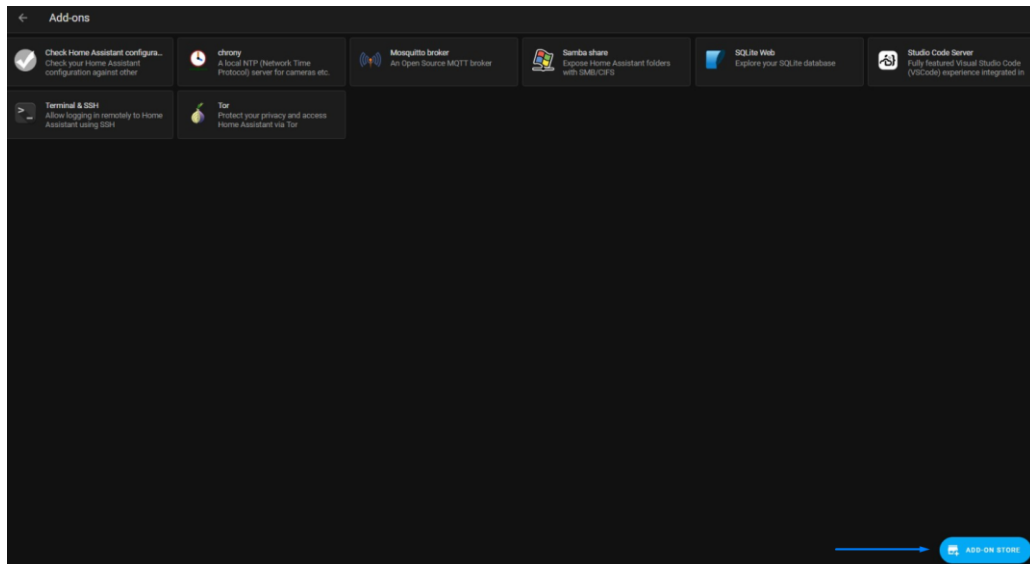 Add-ons
Check Home Assistant configura...
Check your Home Assistant
configuration against other
chrony
A local NTP (Network Time
Protocol) server for cameras etc.
Mosquitto broker
An Open Source MQTT broker
Samba share
Expose Home Assistant folders
with SMB/CIFS
SQLite Web
Explore your SQLite database
Studio Code Server
Fully featured Visual Studio Code
(VSCode) experience integrated in
Terminal & SSH
Allow logging in remotely to Home
Assistant using SSH
Tor
Protect your privacy and access
Home Assistant via Tor
ADD-ON STORE